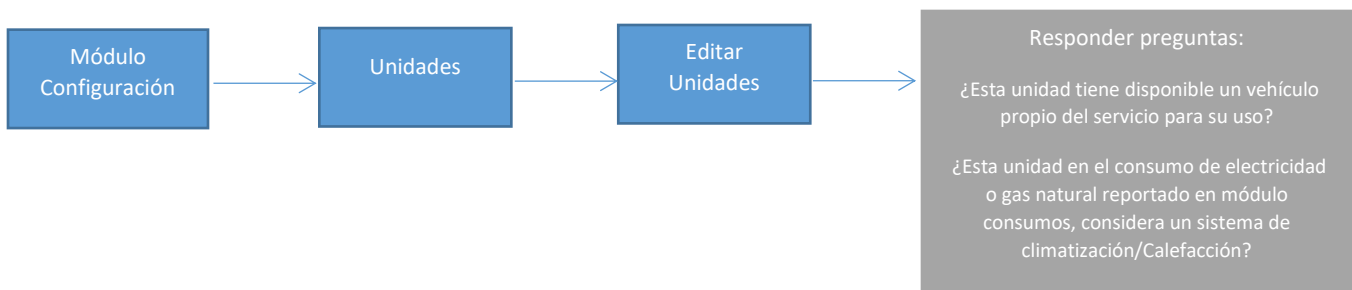 Módulo
Configuración
Unidades
Editar
Unidades
Responder preguntas:
¿Esta unidad tiene disponible un vehículo
propio del servicio para su uso?
¿Esta unidad en el consumo de electricidad
o gas natural reportado en módulo
consumos, considera un sistema de
climatización/Calefacción?